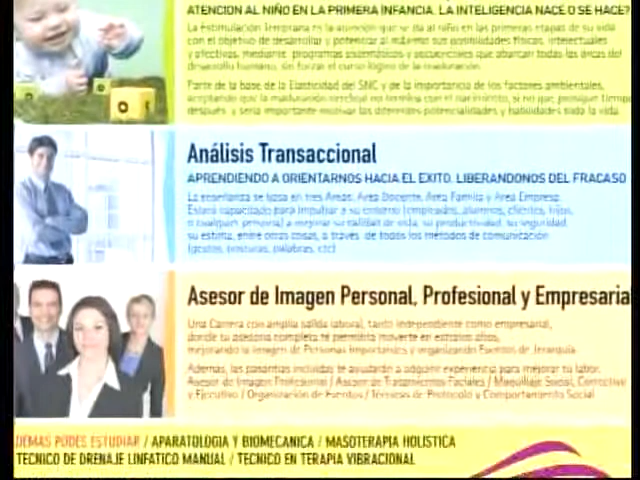 ATENCION AL NIÑO EN LA PRIMERA INFANCIA. LA INTELIGENCIA NACE O SE HACE?
La Estimulación Temprana es la atención que se da al niño en las primeras etapas de su vida
con el objetivo de desarrollar y potenciar al máximo sus posibilidades físicas, intelectuales
y afectivas, mediante programas sistemáticos y secuenciales que abarcan todas las áreas del
desarrollo humano, sin forzar el curso lógico de la maduración.
Parte de la base de la Elasticidad del SNC y de la importancia de los factores ambientales,
aceptando que la maduración no termina con el nacimiento, si no que prosigue tiempo
después y sería importante motivar las diferentes potencialidades y habilidades toda la vida.
Análisis Transaccional
APRENDIENDO A ORIENTARNOS HACIA EL EXITO. LIBERANDONOS DEL FRACASO
La enseñanza se basa en tres Areas: Area Docente, Area Familia y Area Empresa.
Estará capacitado para impulsar a su entorno (empleados, alumnos, clientes, hijos,
o cualquier persona) a mejorar su calidad de vida, su productividad, su seguridad,
su estima, entre otras cosas, a través de todos los métodos de comunicación
(gestos, posturas, palabras, etc)
Asesor de Imagen Personal, Profesional y Empresaria
Una Carrera con amplia salida laboral, tanto independiente como empresarial,
donde tu asesoría completa te permitirá moverte en estratos altos,
mejorando la imagen de Personas Importantes y organizando Eventos de Jerarquía
Además, las pasantías incluidas te ayudarán a adquirir experiencia para mejorar tu labor.
Asesor de Imagen Profesional / Asesor de Tratamientos Faciales / Maquillaje Social, Correctivo
y Ejecutivo / Organización de Eventos / Técnicas de Protocolo y Comportamiento Social
DEMAS PODES ESTUDIAR / APARATOLOGIA Y BIOMECANICA / MASOTERAPIA HOLISTICA
TECNICO DE DRENAJE LINFATICO MANUAL / TECNICO EN TERAPIA VIBRACIONAL